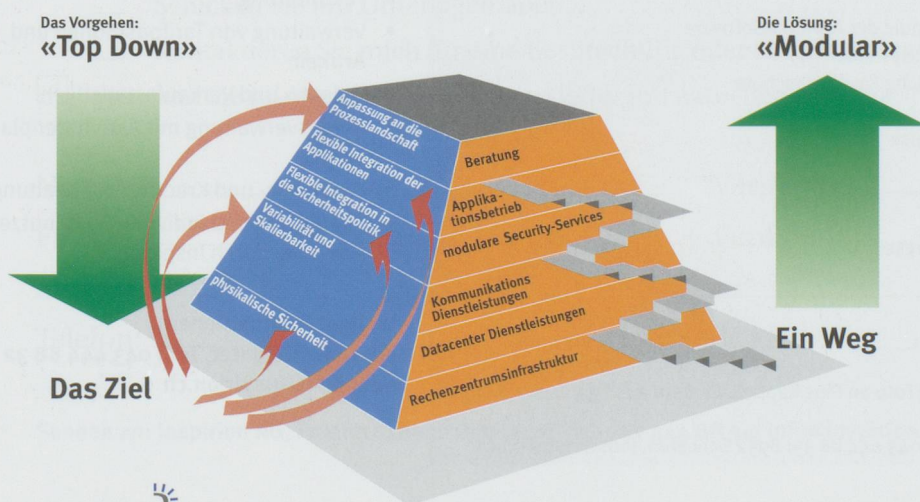 Das Vorgehen:
«Top Down»
Die Lösung:
«Modular»
Anpassung an die
Prozesslandschaft
Flexible Integration der
Applikationen
Flexible Integration in
die Sicherheitspolitik
Variabilität und
Skalierbarkeit
physikalische Sicherheit
Beratung
Applika-
tionsbetrieb
modulare Security-Services
Kommunikations
Dienstleistungen
Datacenter Dienstleistungen
Rechenzentrumsinfrastruktur
Das Ziel
Ein Weg